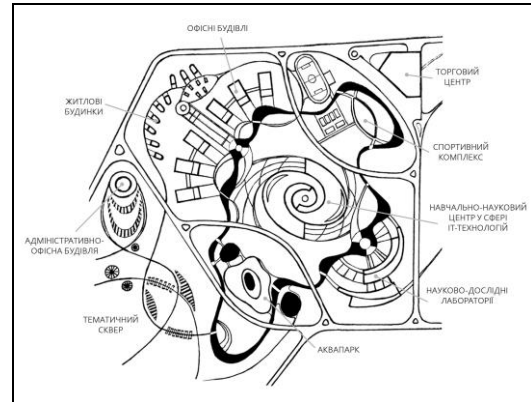 ОФІСНІ БУДІВЛІ
ТОРГОВИЙ
ЦЕНТР
ЖИТЛОВІ
БУДИНКИ
СПОРТИВНИЙ
КОМПЛЕКС
НАВЧАЛЬНО-НАУКОВИЙ
ЦЕНТР У СФЕРІ
ІТ-ТЕХНОЛОГІЙ
АДМІНІСТРАТИВНО-
ОФІСНА БУДІВЛЯ
НАУКОВО-ДОСЛІДНІ
ЛАБОРАТОРІЇ
ТЕМАТИЧНИЙ
СКВЕР
АКВАПАРК